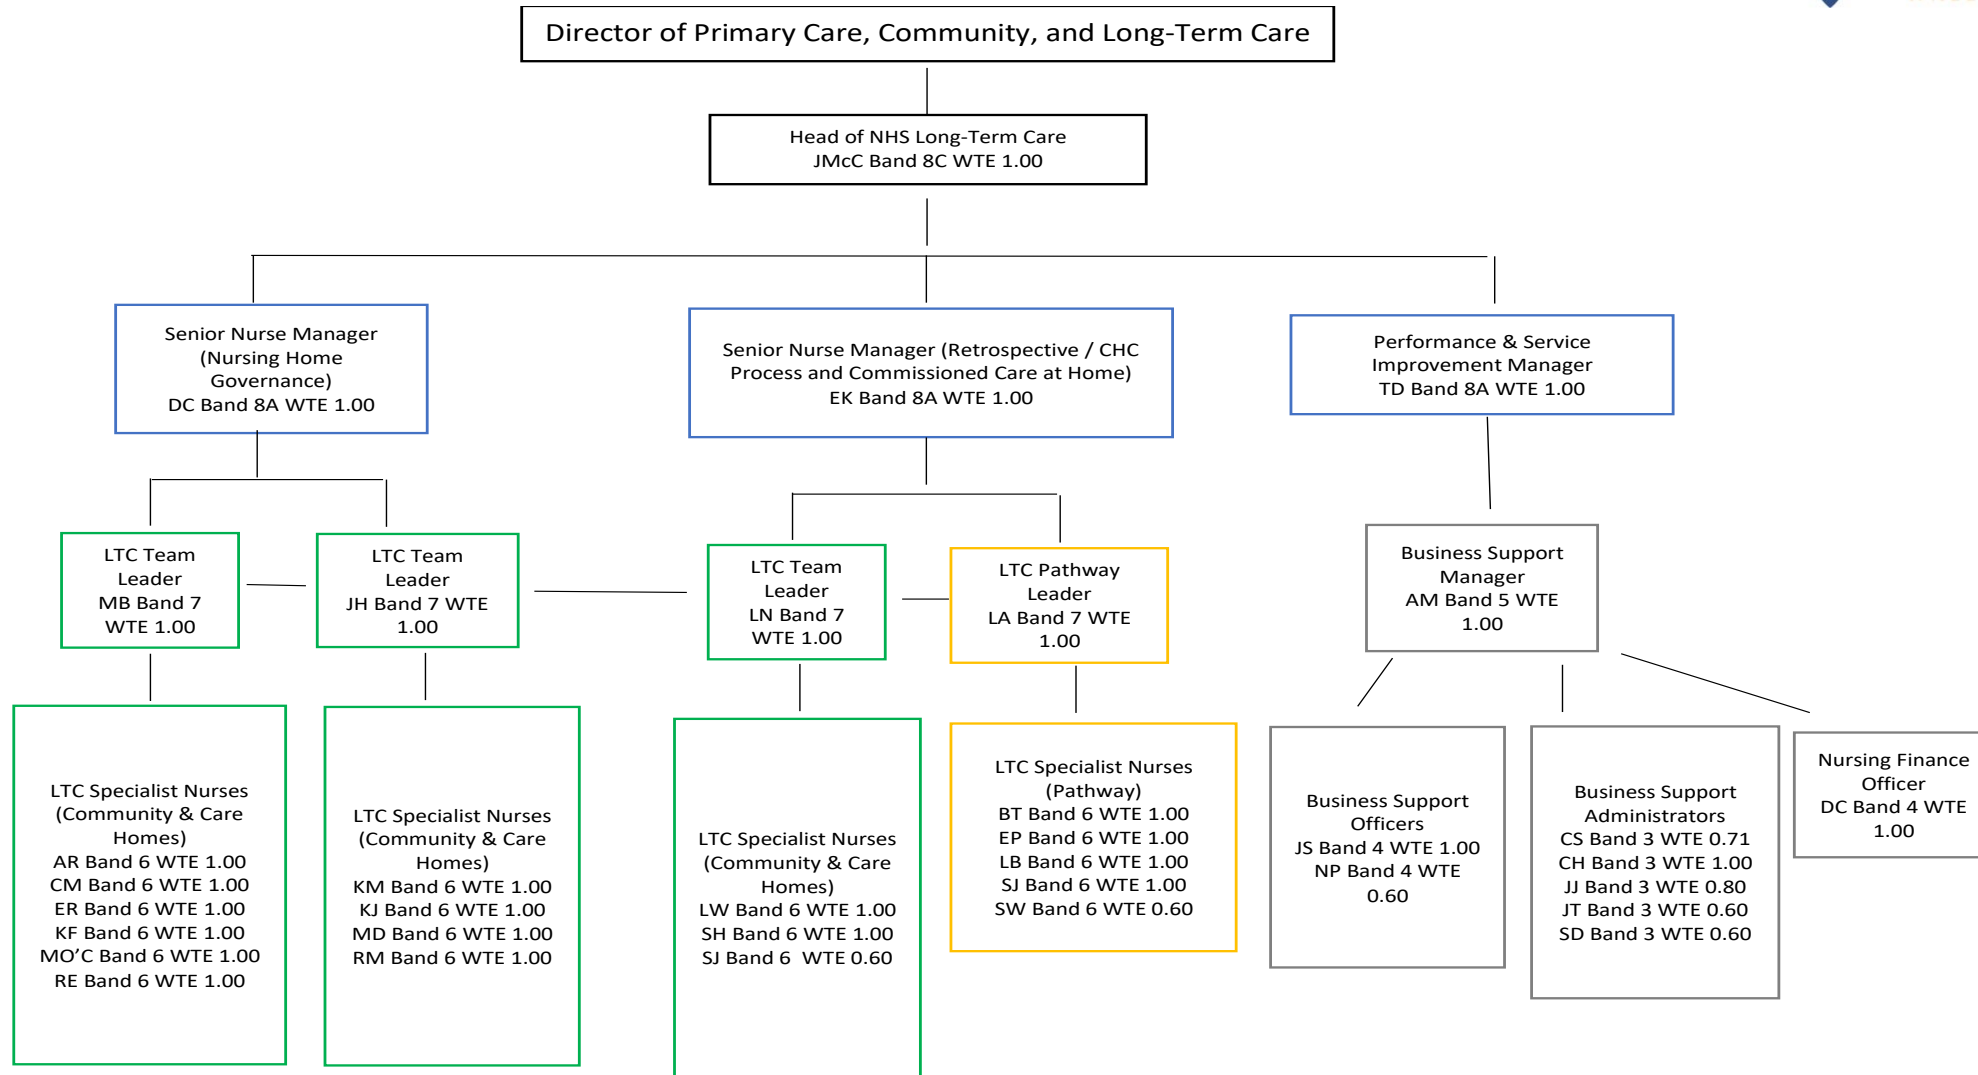 Director of Primary Care, Community, and Long-Term Care
Head of NHS Long-Term Care
JMcC Band 8C WTE 1.00
Senior Nurse Manager
(Nursing Home
Governance)
DC Band 8A WTE 1.00
Senior Nurse Manager (Retrospective / CHC
Process and Commissioned Care at Home)
EK Band 8A WTE 1.00
Performance & Service
Improvement Manager
TD Band 8A WTE 1.00
LTC Team
Leader
MB Band 7
WTE 1.00
LTC Team
Leader
JH Band 7 WTE
1.00
LTC Team
Leader
LN Band 7
WTE 1.00
LTC Pathway
Leader
LA Band 7 WTE
1.00
Business Support
Manager
AM Band 5 WTE
1.00
LTC Specialist Nurses
(Community & Care
Homes)
AR Band 6 WTE 1.00
CM Band 6 WTE 1.00
ER Band 6 WTE 1.00
KF Band 6 WTE 1.00
MO’C Band 6 WTE 1.00
RE Band 6 WTE 1.00
LTC Specialist Nurses
(Community & Care
Homes)
KM Band 6 WTE 1.00
KJ Band 6 WTE 1.00
MD Band 6 WTE 1.00
RM Band 6 WTE 1.00
LTC Specialist Nurses
(Community & Care
Homes)
LW Band 6 WTE 1.00
SH Band 6 WTE 1.00
SJ Band 6  WTE 0.60
LTC Specialist Nurses
(Pathway)
BT Band 6 WTE 1.00
EP Band 6 WTE 1.00
LB Band 6 WTE 1.00
SJ Band 6 WTE 1.00
SW Band 6 WTE 0.60
Business Support
Officers
JS Band 4 WTE 1.00
NP Band 4 WTE
0.60
Business Support
Administrators
CS Band 3 WTE 0.71
CH Band 3 WTE 1.00
JJ Band 3 WTE 0.80
JT Band 3 WTE 0.60
SD Band 3 WTE 0.60
Nursing Finance
Officer
DC Band 4 WTE
1.00